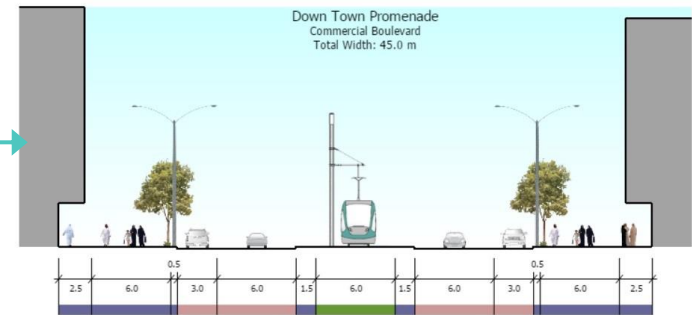 Down Town Promenade
Commercial Boulevard
Total Width: 45.0 m
0.5 0.5
2.5 6.0 3.0 6.0 1.5 6.0 1.5 6.0 3.0 6.0 2.5